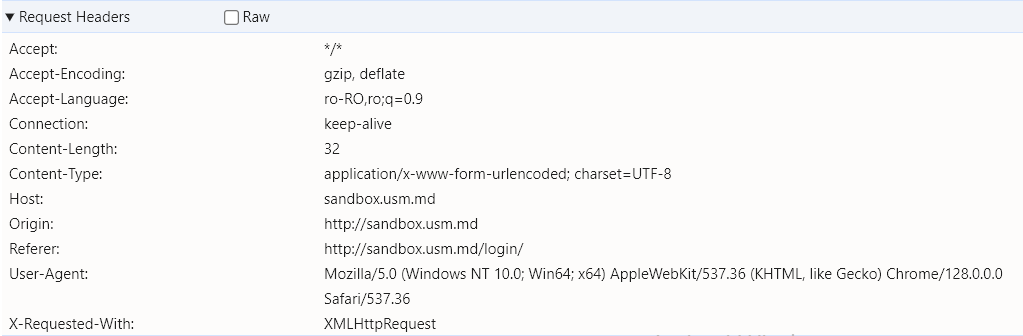 Request Headers Raw
Accept: */*
Accept-Encoding: gzip, deflate
Accept-Language: ro-RO,ro;q=0.9
Connection: keep-alive
Content-Length: 32
Content-Type: application/x-www-form-urlencoded; charset=UTF-8
Host: sandbox.usm.md
Origin: http://sandbox.usm.md
Referer: http://sandbox.usm.md/login/
User-Agent: Mozilla/5.0 (Windows NT 10.0; Win64; x64) AppleWebKit/537.36 (KHTML, like Gecko) Chrome/128.0.0.0
Safari/537.36
X-Requested-With: XMLHttpRequest